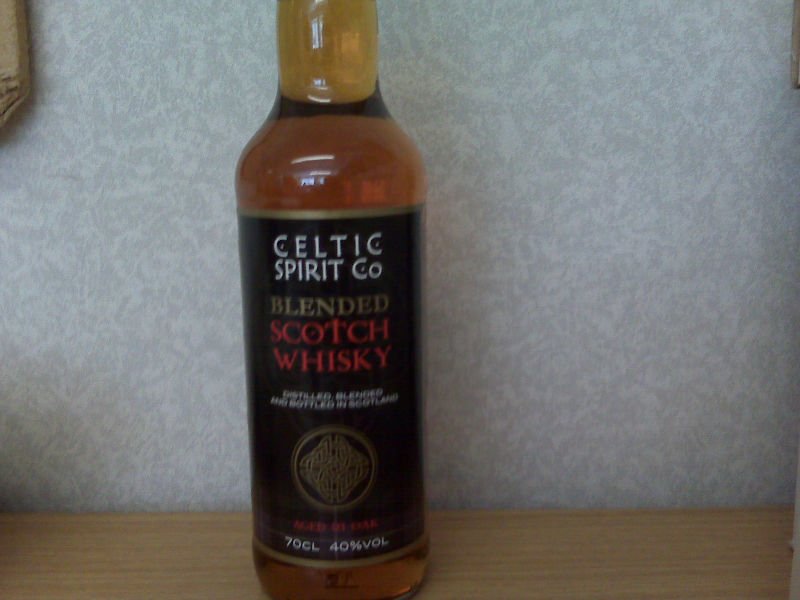 CELTIC
SPIRIT Co
BLENDED
SCOTCH
WHISKY
DISTILLED, BLENDED
AND BOTTLED IN SCOTLAND
AGED IN OAK
70CL 40%VOL